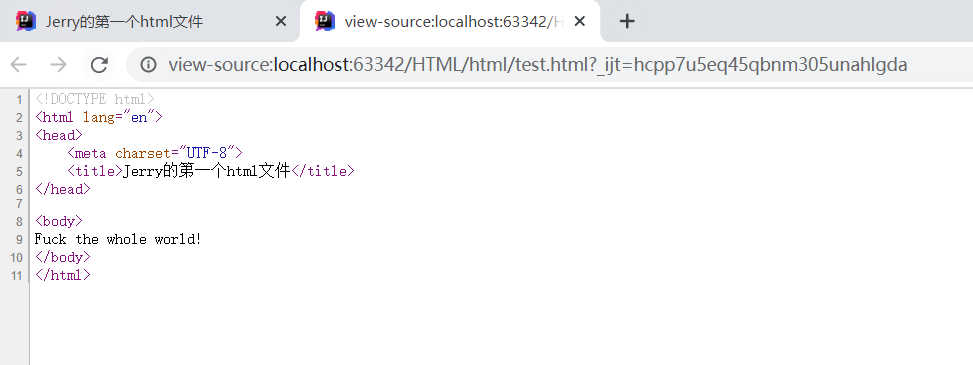 Jerry的第一个html文件
view-source:localhost:63342/H
view-source:localhost:63342/HTML/html/test.html?_ijt=hcpp7u5eq45qbnm305unahlgda
1 <!DOCTYPE html>
2 <html lang="en">
3 <head>
4     <meta charset="UTF-8">
5     <title>Jerry的第一个html文件</title>
6 </head>
7
8 <body>
9 Fuck the whole world!
10 </body>
11 </html>